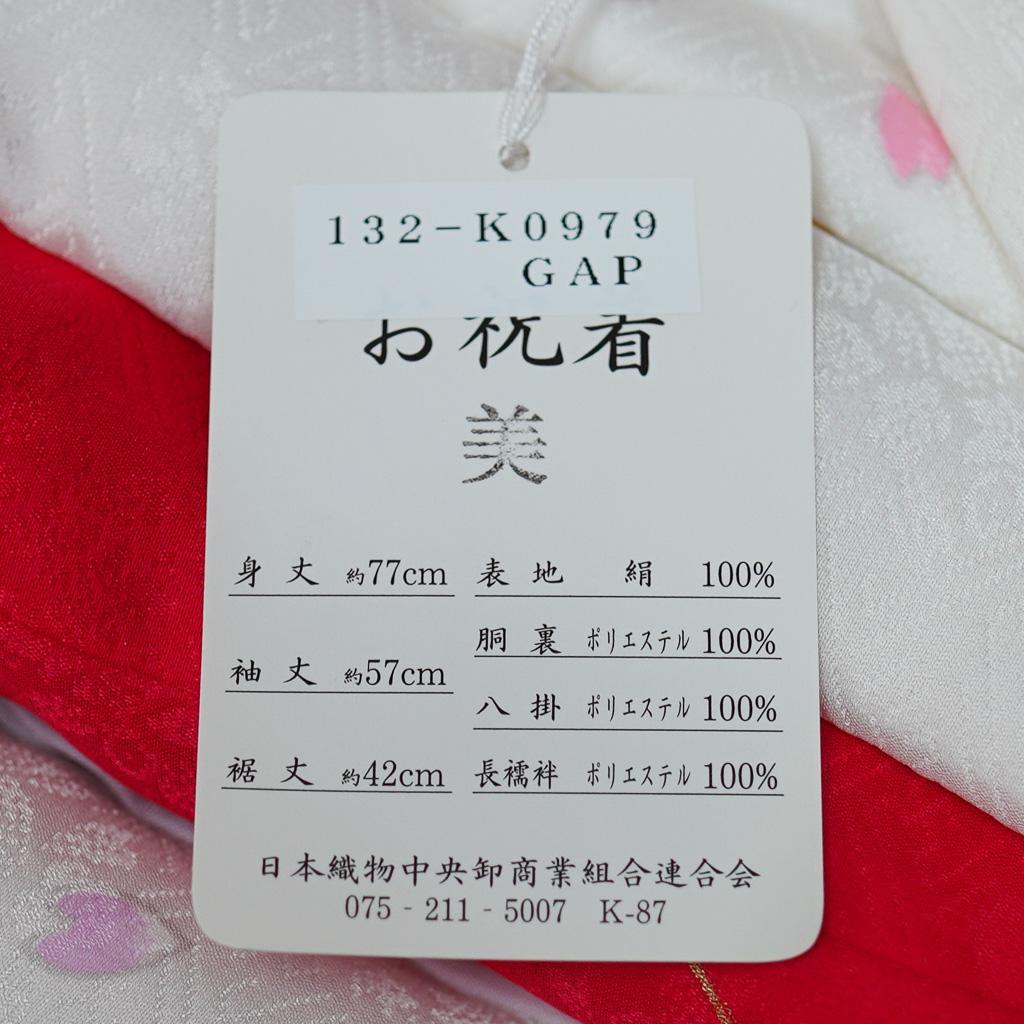 132-K0979
GAP
お祝着
美
身丈 約77cm
袖丈 約57cm
裾丈 約42cm
表地 絹 100%
胴裏 ポリエステル 100%
八掛 ポリエステル 100%
長襦袢 ポリエステル 100%
日本織物中央卸商業組合連合会
075-211-5007 K-87